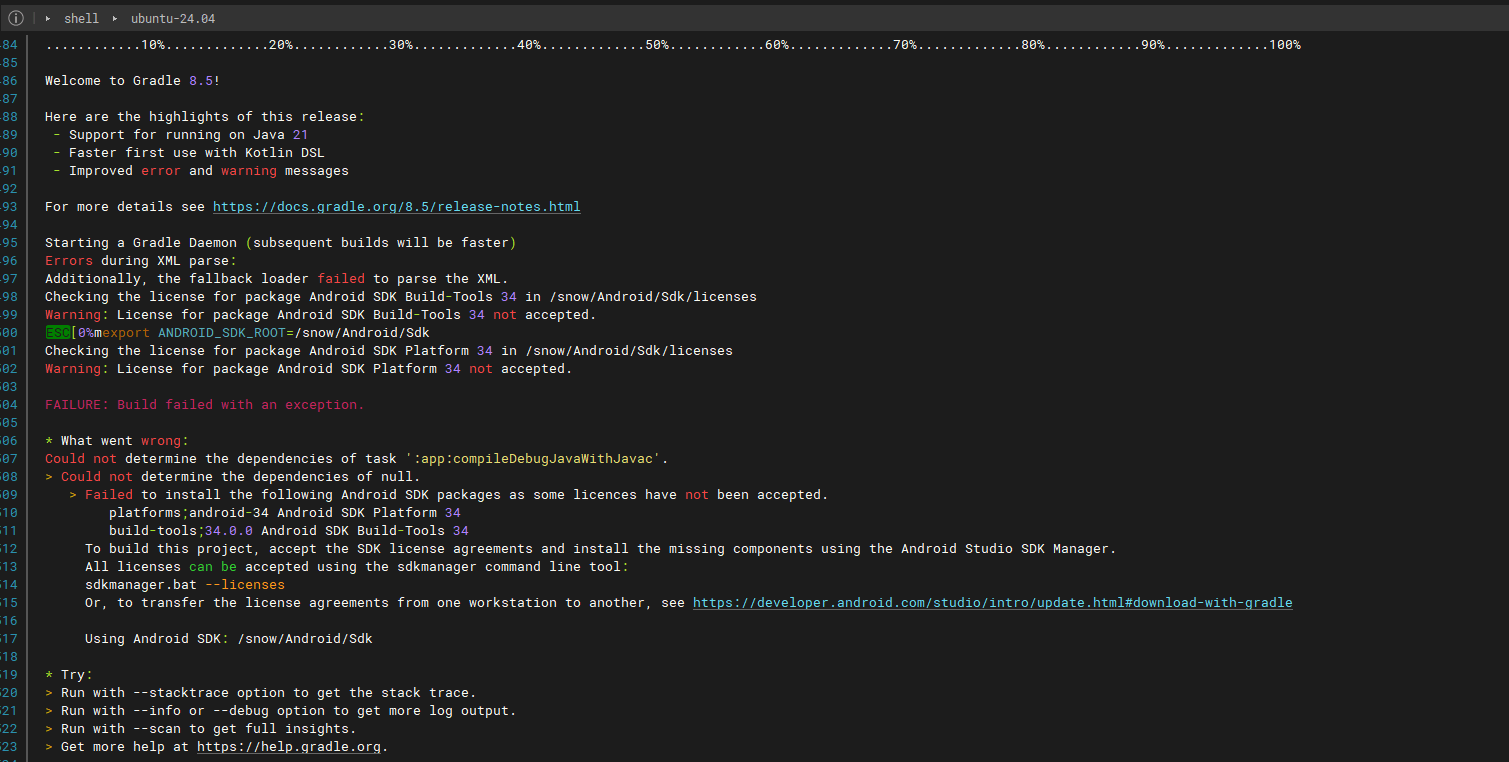 shell ubuntu-24.04
84 ............10%.............20%............30%.............40%.............50%............60%.............70%.............80%............90%.............100%
85
86 Welcome to Gradle 8.5!
87
88 Here are the highlights of this release:
89 - Support for running on Java 21
90 - Faster first use with Kotlin DSL
91 - Improved error and warning messages
92
93 For more details see https://docs.gradle.org/8.5/release-notes.html
94
95 Starting a Gradle Daemon (subsequent builds will be faster)
96 Errors during XML parse:
97 Additionally, the fallback loader failed to parse the XML.
98 Checking the license for package Android SDK Build-Tools 34 in /snow/Android/Sdk/licenses
99 Warning: License for package Android SDK Build-Tools 34 not accepted.
00 ESC[0%mexport ANDROID_SDK_ROOT=/snow/Android/Sdk
01 Checking the license for package Android SDK Platform 34 in /snow/Android/Sdk/licenses
02 Warning: License for package Android SDK Platform 34 not accepted.
03
04 FAILURE: Build failed with an exception.
05
06 * What went wrong:
07 Could not determine the dependencies of task ':app:compileDebugJavaWithJavac'.
08 > Could not determine the dependencies of null.
09 > Failed to install the following Android SDK packages as some licences have not been accepted.
10 platforms;android-34 Android SDK Platform 34
11 build-tools;34.0.0 Android SDK Build-Tools 34
12 To build this project, accept the SDK license agreements and install the missing components using the Android Studio SDK Manager.
13 All licenses can be accepted using the sdkmanager command line tool:
14 sdkmanager.bat --licenses
15 Or, to transfer the license agreements from one workstation to another, see https://developer.android.com/studio/intro/update.html#download-with-gradle
16
17 Using Android SDK: /snow/Android/Sdk
18
19 * Try:
20 > Run with --stacktrace option to get the stack trace.
21 > Run with --info or --debug option to get more log output.
22 > Run with --scan to get full insights.
23 > Get more help at https://help.gradle.org.